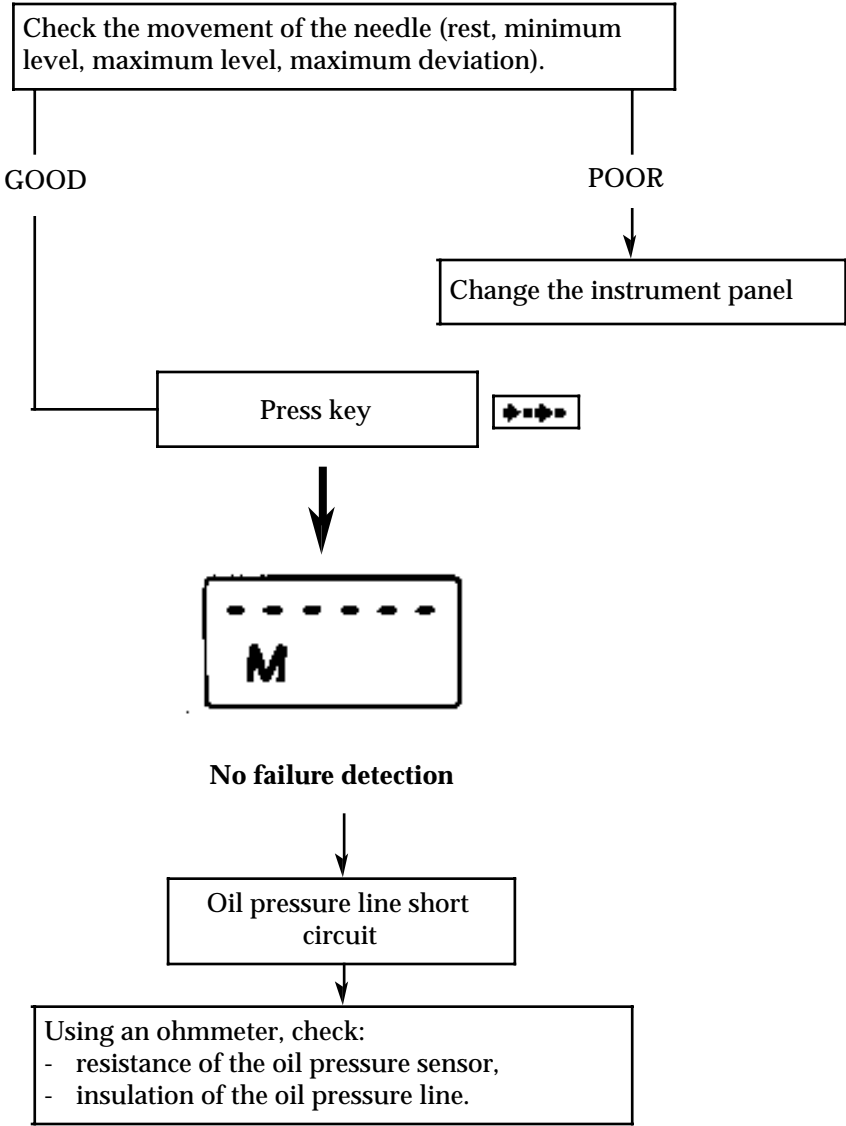 Check the movement of the needle (rest, minimum
level, maximum level, maximum deviation).
GOOD
POOR
Change the instrument panel
Press key
- - - - - -
M
No failure detection
Oil pressure line short
circuit
Using an ohmmeter, check:
- resistance of the oil pressure sensor,
- insulation of the oil pressure line.